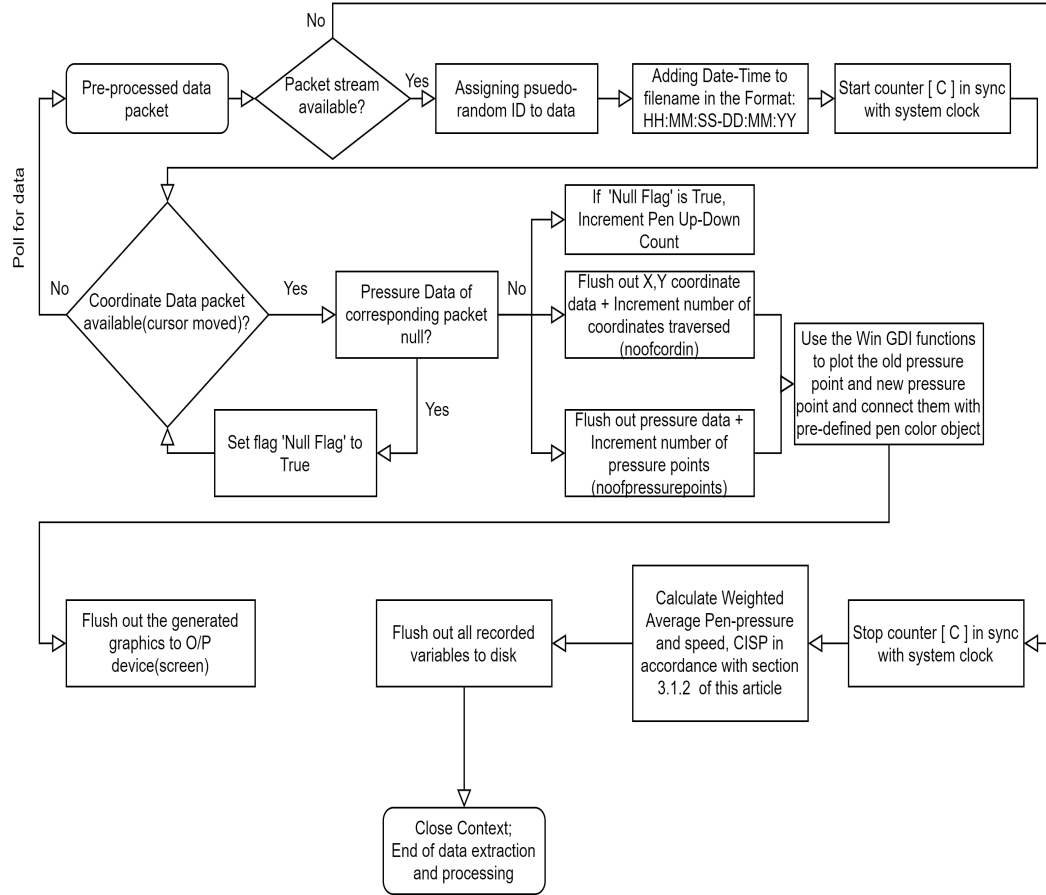 No
Pre-processed data
packet
Packet stream
available?
Yes
Assigning psuedo-
random ID to data
Adding Date-Time to
filename in the Format:
HH:MM:SS-DD:MM:YY
Start counter [ C ] in sync
with system clock
Poll for data
No
Coordinate Data packet
available(cursor moved)?
Yes
Pressure Data of
corresponding packet
null?
No
Yes
Set flag 'Null Flag' to
True
If 'Null Flag' is True,
Increment Pen Up-Down
Count
Flush out X,Y coordinate
data + Increment number of
coordinates traversed
(noofcordin)
Flush out pressure data +
Increment number of
pressure points
(noofpressurepoints)
Use the Win GDI functions
to plot the old pressure
point and new pressure
point and connect them with
pre-defined pen color object
Flush out the generated
graphics to O/P
device(screen)
Flush out all recorded
variables to disk
Calculate Weighted
Average Pen-pressure
and speed, CISP in
accordance with section
3.1.2 of this article
Stop counter [ C ] in sync
with system clock
Close Context;
End of data extraction
and processing